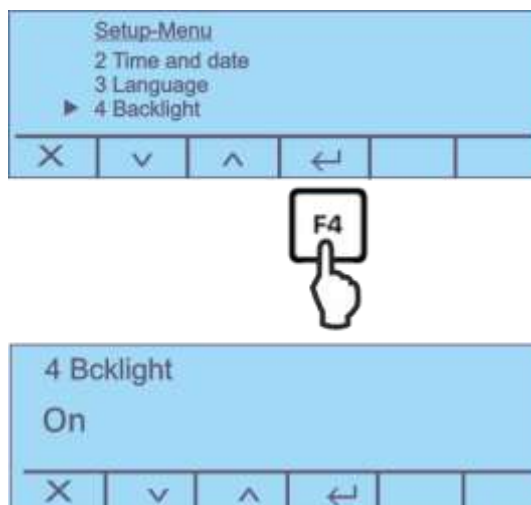 Setup-Menu
2 Time and date
3 Language
4 Backlight
F4
4 Bcklight
On